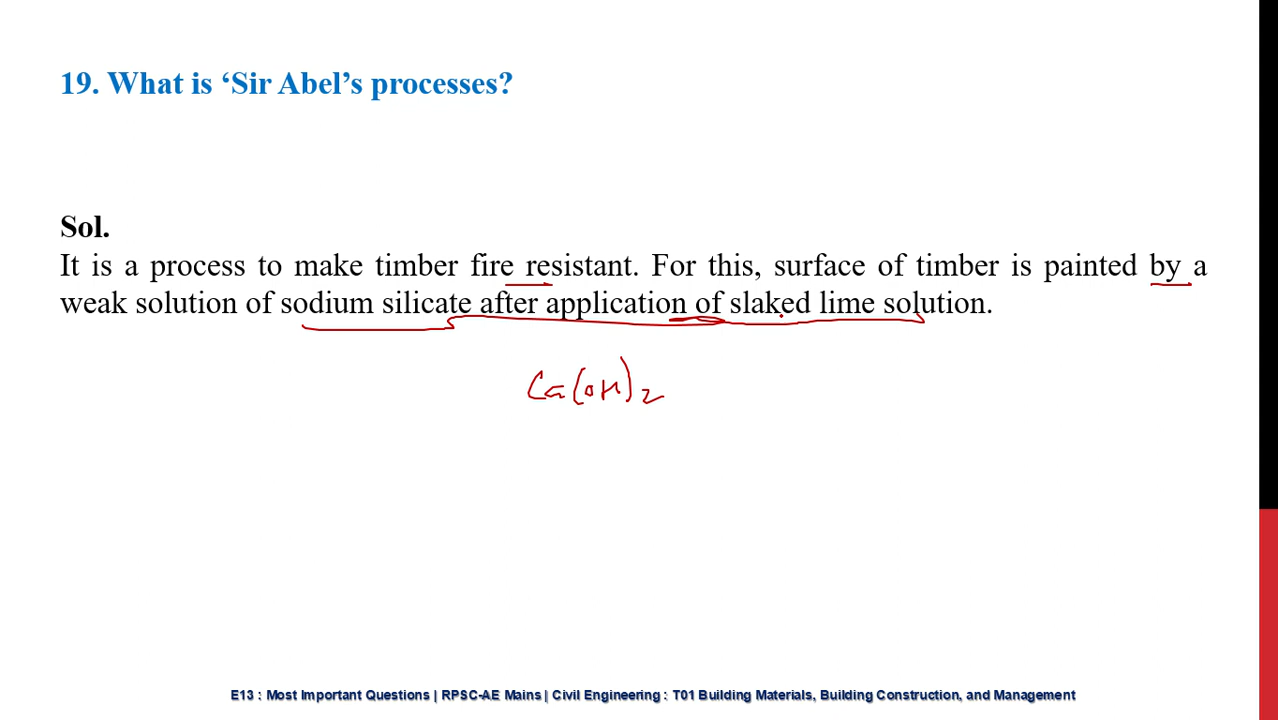 19. What is ‘Sir Abel’s processes?
Sol.
It is a process to make timber fire resistant. For this, surface of timber is painted by a
weak solution of sodium silicate after application of slaked lime solution.
Ca(OH)2
E13 : Most Important Questions | RPSC-AE Mains | Civil Engineering : T01 Building Materials, Building Construction, and Management